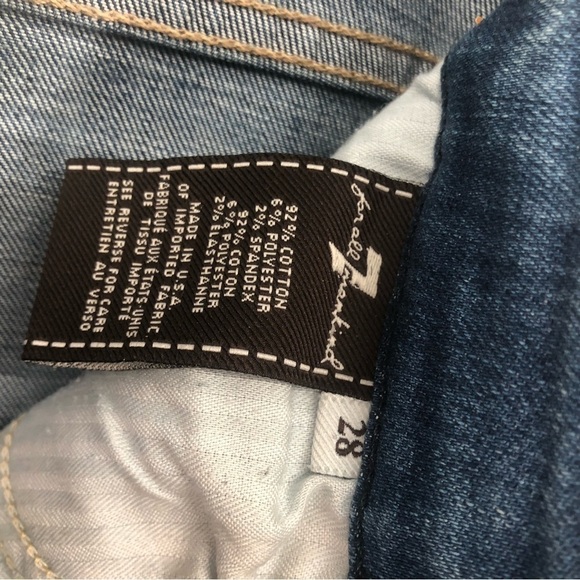 for all
7
mankind
92% COTTON
6% POLYESTER
2% SPANDEX
92% COTON
6% POLYESTER
2% ELASTHAINE
MADE IN U.S.A.
OF IMPORTED FABRIC
FABRIQUÉ AUX ÉTATS UNIS
DE TISSU IMPORTÉ
SEE REVERSE FOR CARE
ENTRETIEN AU VERSO
28